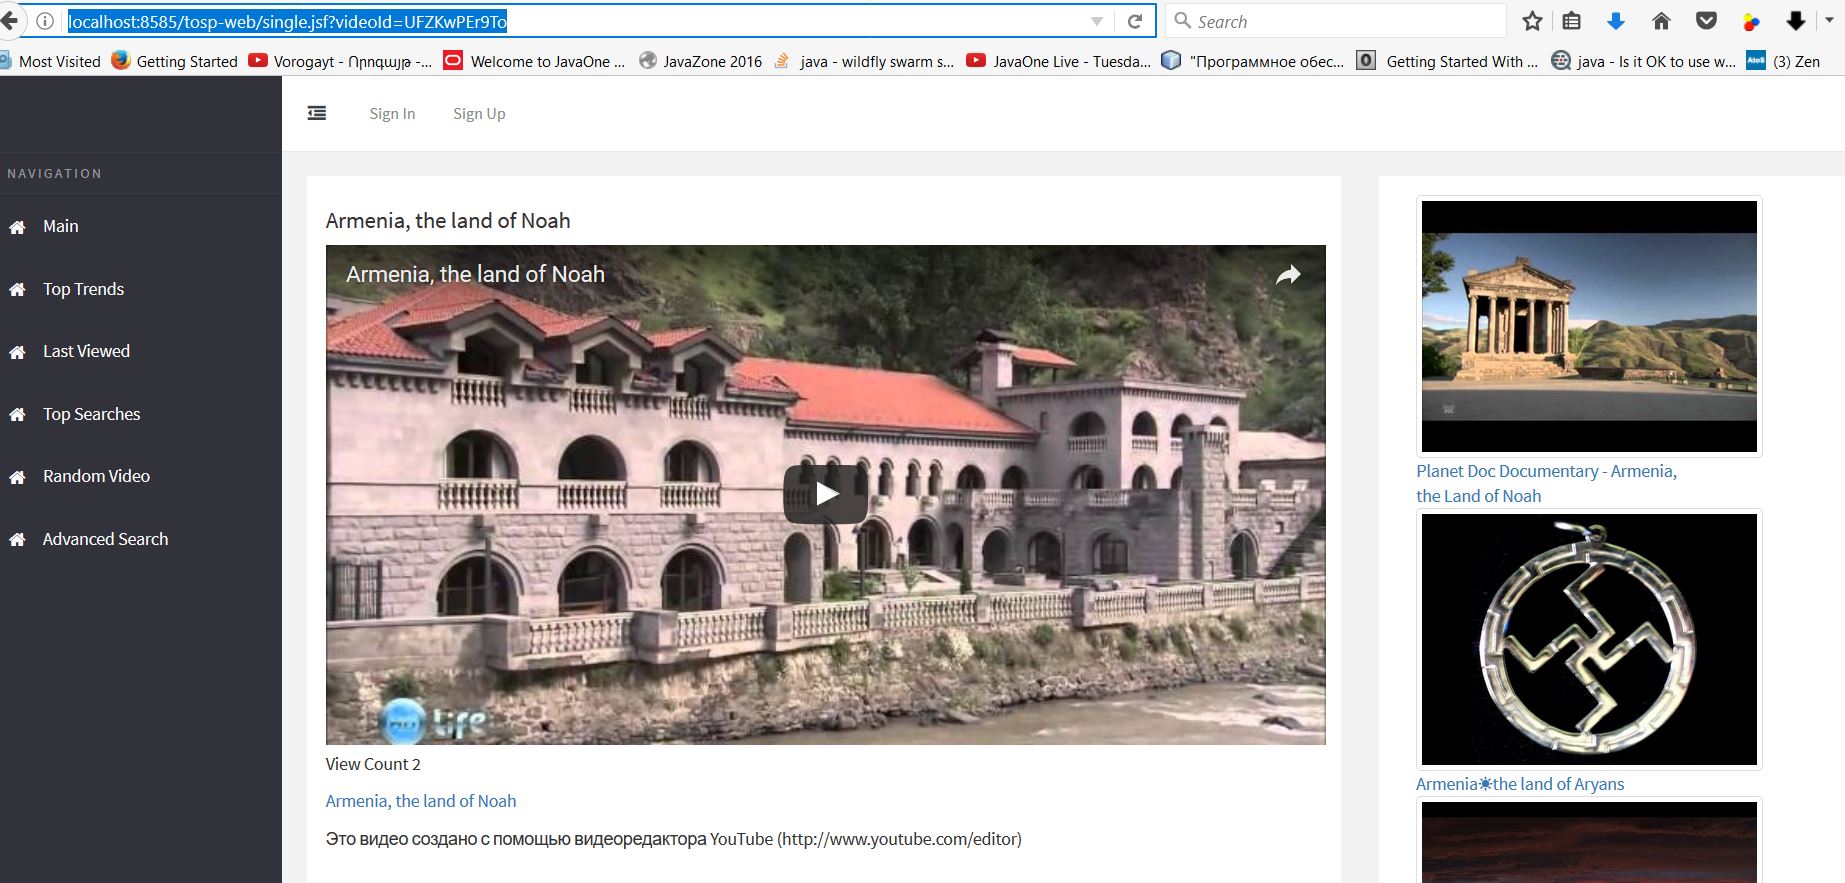 localhost:8585/tosp-web/single.jsf?videoId=UFZKwPEr9To
Search
Most Visited
Getting Started
Vorogayt - Որոգայթ -...
Welcome to JavaOne ...
JavaZone 2016
java - wildfly swarm s...
JavaOne Live - Tuesda...
"Программное обес...
Getting Started With ...
java - Is it OK to use w...
AtoS
(3) Zen
Sign In
Sign Up
NAVIGATION
Main
Top Trends
Last Viewed
Top Searches
Random Video
Advanced Search
Armenia, the land of Noah
Armenia, the land of Noah
Life
View Count 2
Armenia, the land of Noah
Это видео создано с помощью видеоредактора YouTube (http://www.youtube.com/editor)
Planet Doc Documentary - Armenia,
the Land of Noah
Armenia☀the land of Aryans